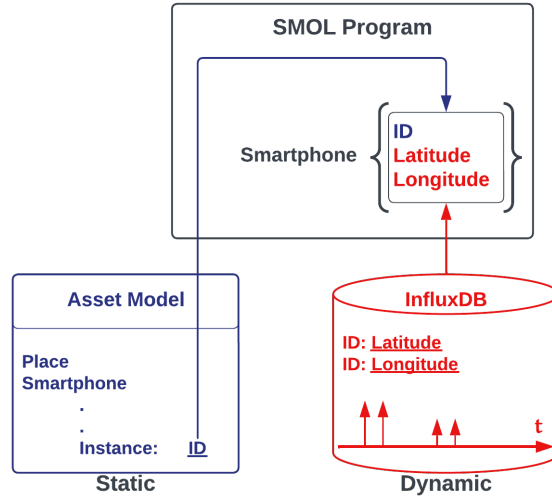 SMOL Program
Smartphone
ID
Latitude
Longitude
Asset Model
Place
Smartphone
.
.
Instance: ID
Static
InfluxDB
ID: Latitude
ID: Longitude
t
Dynamic